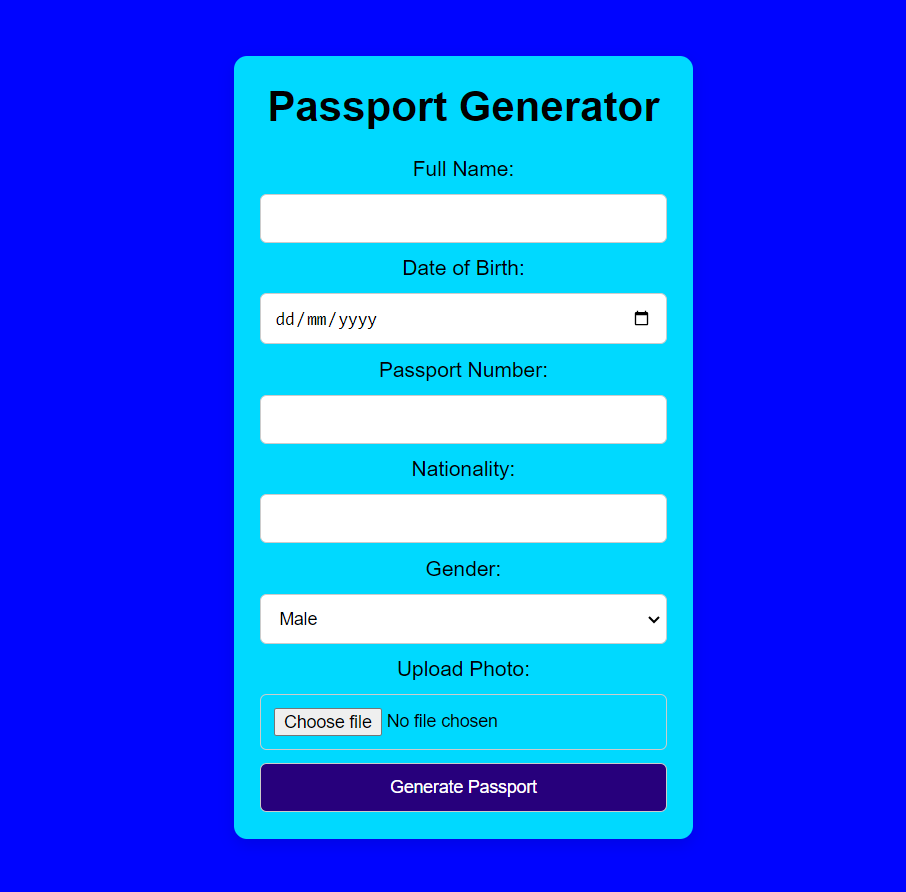 Passport Generator
Full Name:
Date of Birth:
dd/mm/yyyy
Passport Number:
Nationality:
Gender:
Male
Upload Photo:
Choose file No file chosen
Generate Passport